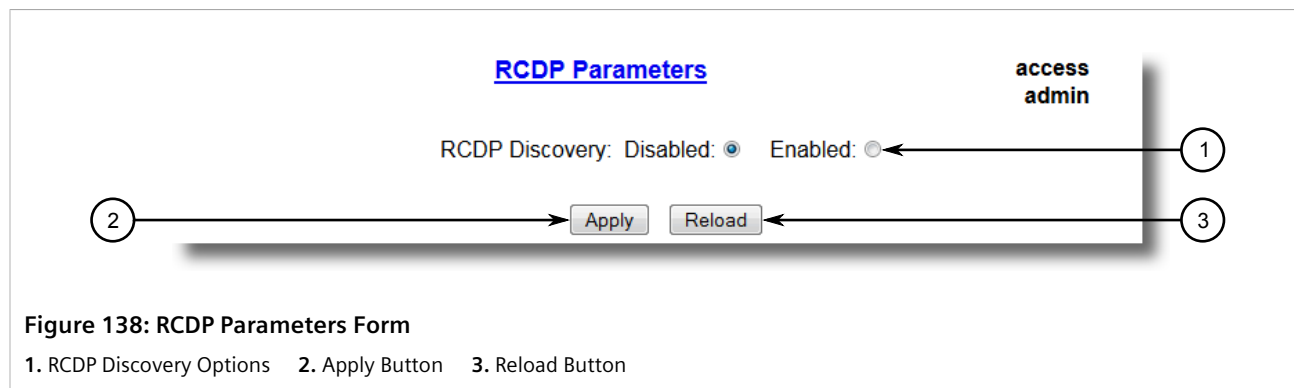 RCDP Parameters
access
admin
RCDP Discovery: Disabled: Enabled:
1
2
Apply Reload
3
Figure 138: RCDP Parameters Form
1. RCDP Discovery Options 2. Apply Button 3. Reload Button